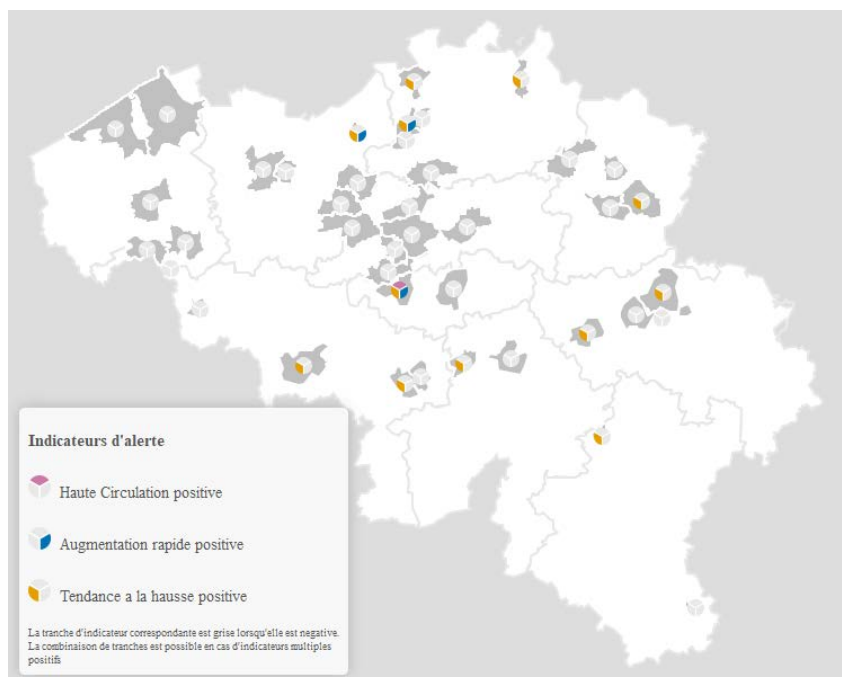 Indicateurs d'alerte
Haute Circulation positive
Augmentation rapide positive
Tendance a la hausse positive
La tranche d'indicateur correspondante est grise lorsqu'elle est negative.
La combinaison de tranches est possible en cas d'indicateurs multiples
positifs